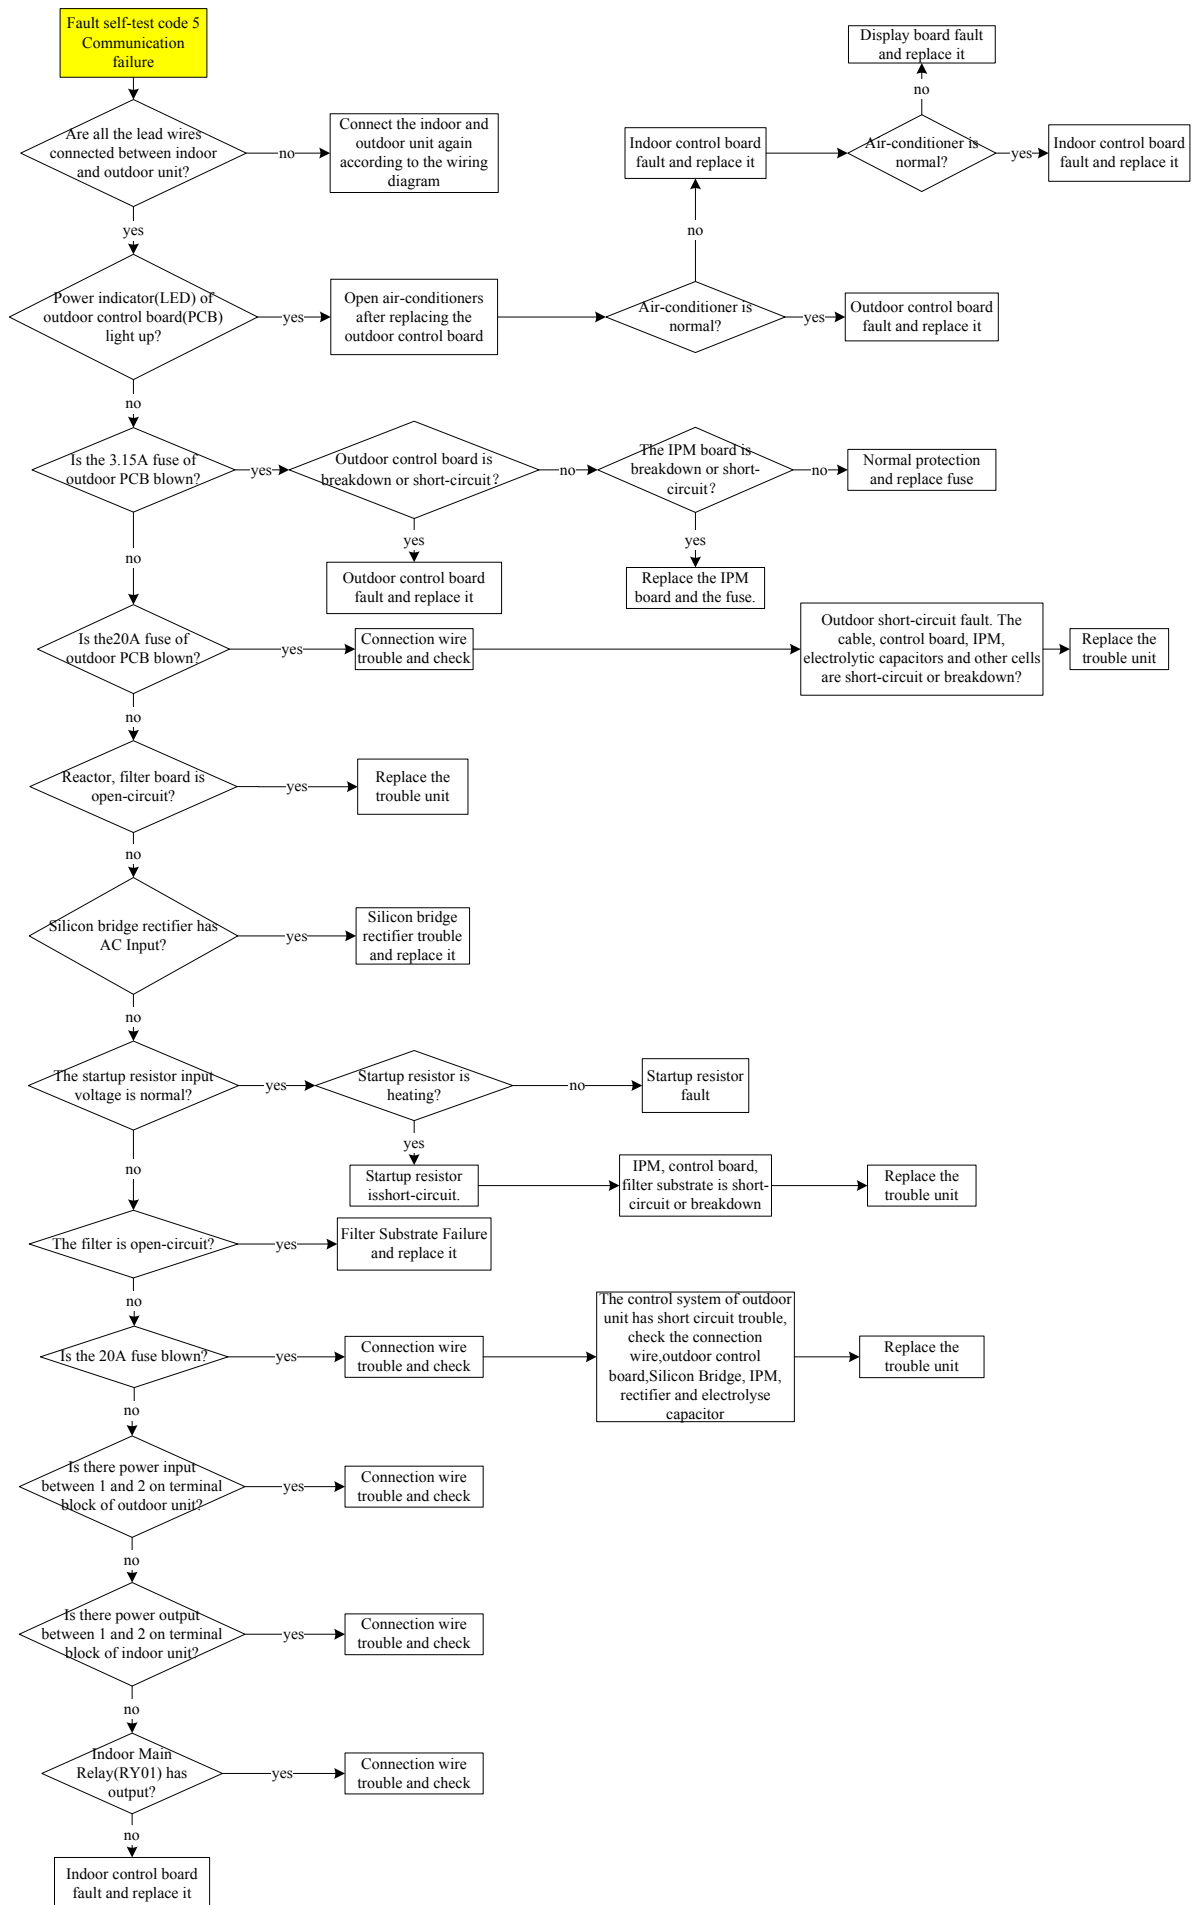 Fault self-test code 5
Communication
failure
Display board fault
and replace it
no
Are all the lead wires
connected between indoor
and outdoor unit?
no
Connect the indoor and
outdoor unit again
according to the wiring
diagram
Indoor control board
fault and replace it
Air-conditioner is
normal?
yes
Indoor control board
fault and replace it
yes
no
Power indicator(LED) of
outdoor control board(PCB)
light up?
yes
Open air-conditioners
after replacing the
outdoor control board
Air-conditioner is
normal?
yes
Outdoor control board
fault and replace it
no
Is the 3.15A fuse of
outdoor PCB blown?
yes
Outdoor control board is
breakdown or short-circuit?
no
The IPM board is
breakdown or short-
circuit?
no
Normal protection
and replace fuse
no
yes
yes
Outdoor control board
fault and replace it
Replace the IPM
board and the fuse.
Is the20A fuse of
outdoor PCB blown?
yes
Connection wire
trouble and check
Outdoor short-circuit fault. The
cable, control board, IPM,
electrolytic capacitors and other cells
are short-circuit or breakdown?
Replace the
trouble unit
no
Reactor, filter board is
open-circuit?
yes
Replace the
trouble unit
no
Silicon bridge rectifier has
AC Input?
yes
Silicon bridge
rectifier trouble
and replace it
no
The startup resistor input
voltage is normal?
yes
Startup resistor is
heating?
no
Startup resistor
fault
no
yes
Startup resistor
isshort-circuit.
IPM, control board,
filter substrate is short-
circuit or breakdown
Replace the
trouble unit
The filter is open-circuit?
yes
Filter Substrate Failure
and replace it
no
Is the 20A fuse blown?
yes
Connection wire
trouble and check
The control system of outdoor
unit has short circuit trouble,
check the connection
wire,outdoor control
board,Silicon Bridge, IPM,
rectifier and electrolyse
capacitor
Replace the
trouble unit
no
Is there power input
between 1 and 2 on terminal
block of outdoor unit?
yes
Connection wire
trouble and check
no
Is there power output
between 1 and 2 on terminal
block of indoor unit?
yes
Connection wire
trouble and check
no
Indoor Main
Relay(RY01) has
output?
yes
Connection wire
trouble and check
no
Indoor control board
fault and replace it